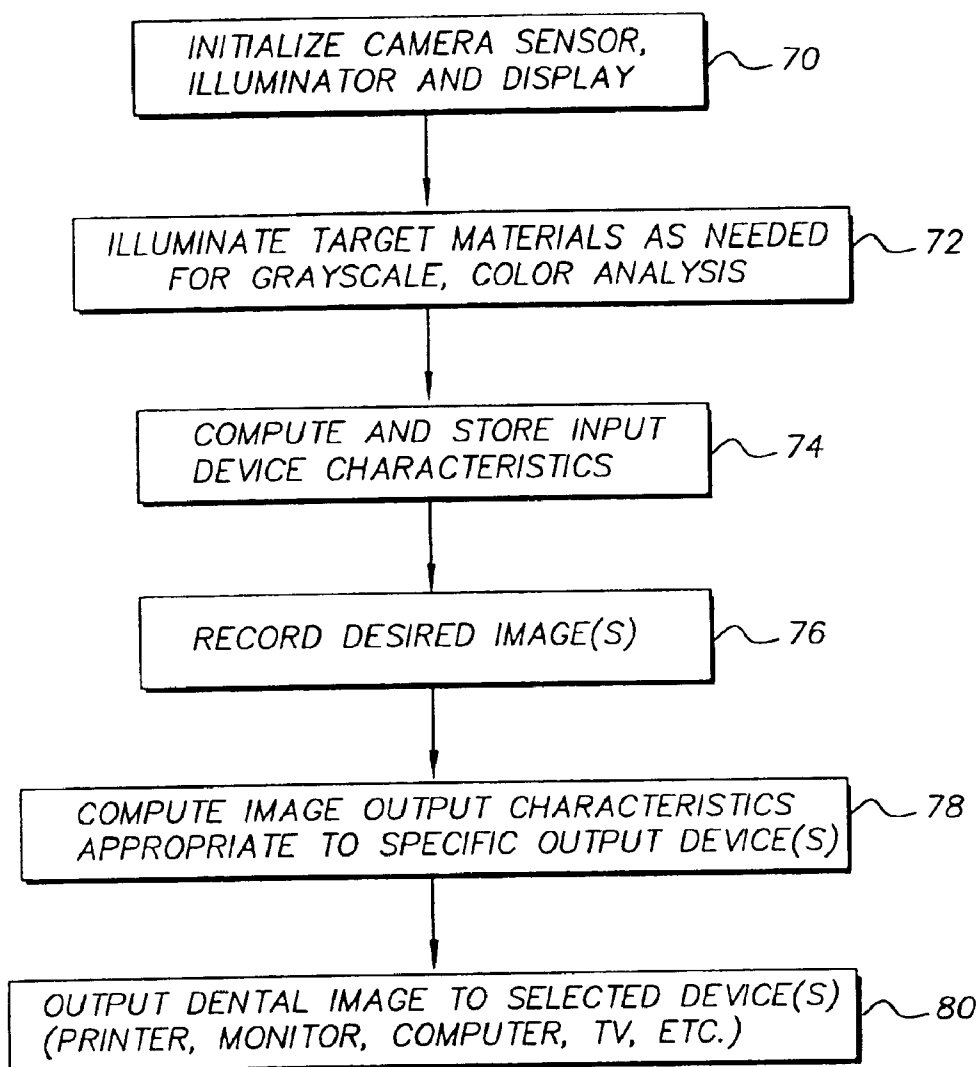 INITIALIZE CAMERA SENSOR,
ILLUMINATOR AND DISPLAY
70
ILLUMINATE TARGET MATERIALS AS NEEDED
FOR GRAYSCALE, COLOR ANALYSIS
72
COMPUTE AND STORE INPUT
DEVICE CHARACTERISTICS
74
RECORD DESIRED IMAGE(S)
76
COMPUTE IMAGE OUTPUT CHARACTERISTICS
APPROPRIATE TO SPECIFIC OUTPUT DEVICE(S)
78
OUTPUT DENTAL IMAGE TO SELECTED DEVICE(S)
(PRINTER, MONITOR, COMPUTER, TV, ETC.)
80